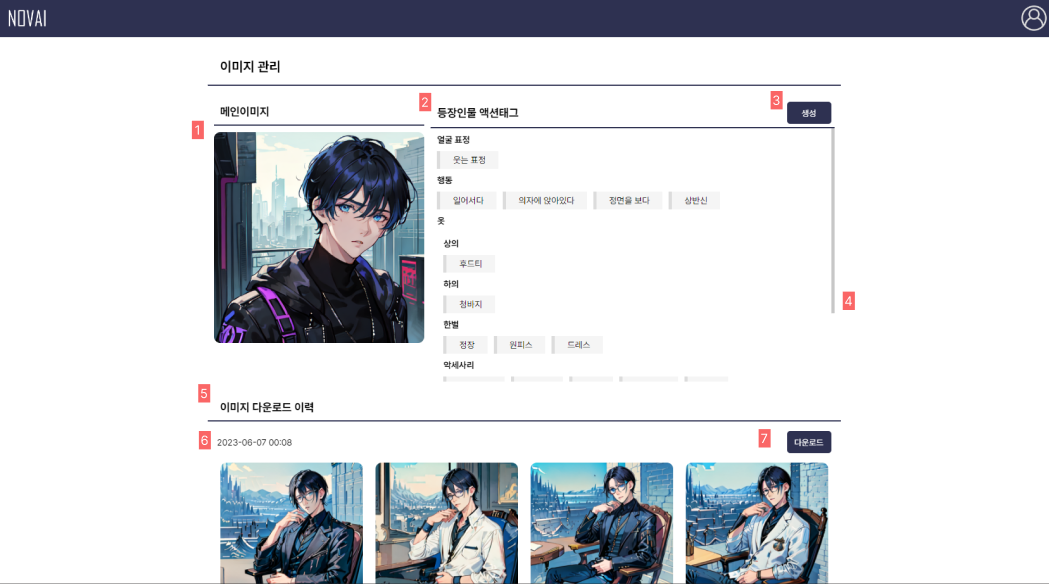 NOVAI
이미지 관리
1
메인이미지
2
등장인물 액션태그
3
생성
얼굴 표정
웃는 표정
행동
일어서다
의자에 앉아있다
정면을 보다
상반신
옷
상의
후드티
하의
청바지
한벌
정장
원피스
드레스
악세사리
4
5
이미지 다운로드 이력
6
2023-06-07 00:08
7
다운로드